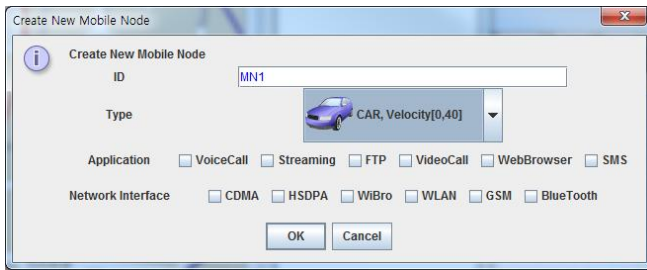 Create New Mobile Node
Create New Mobile Node
ID MN1
Type CAR, Velocity[0,40]
Application VoiceCall Streaming FTP VideoCall WebBrowser SMS
Network Interface CDMA HSDPA WiBro WLAN GSM BlueTooth
OK Cancel